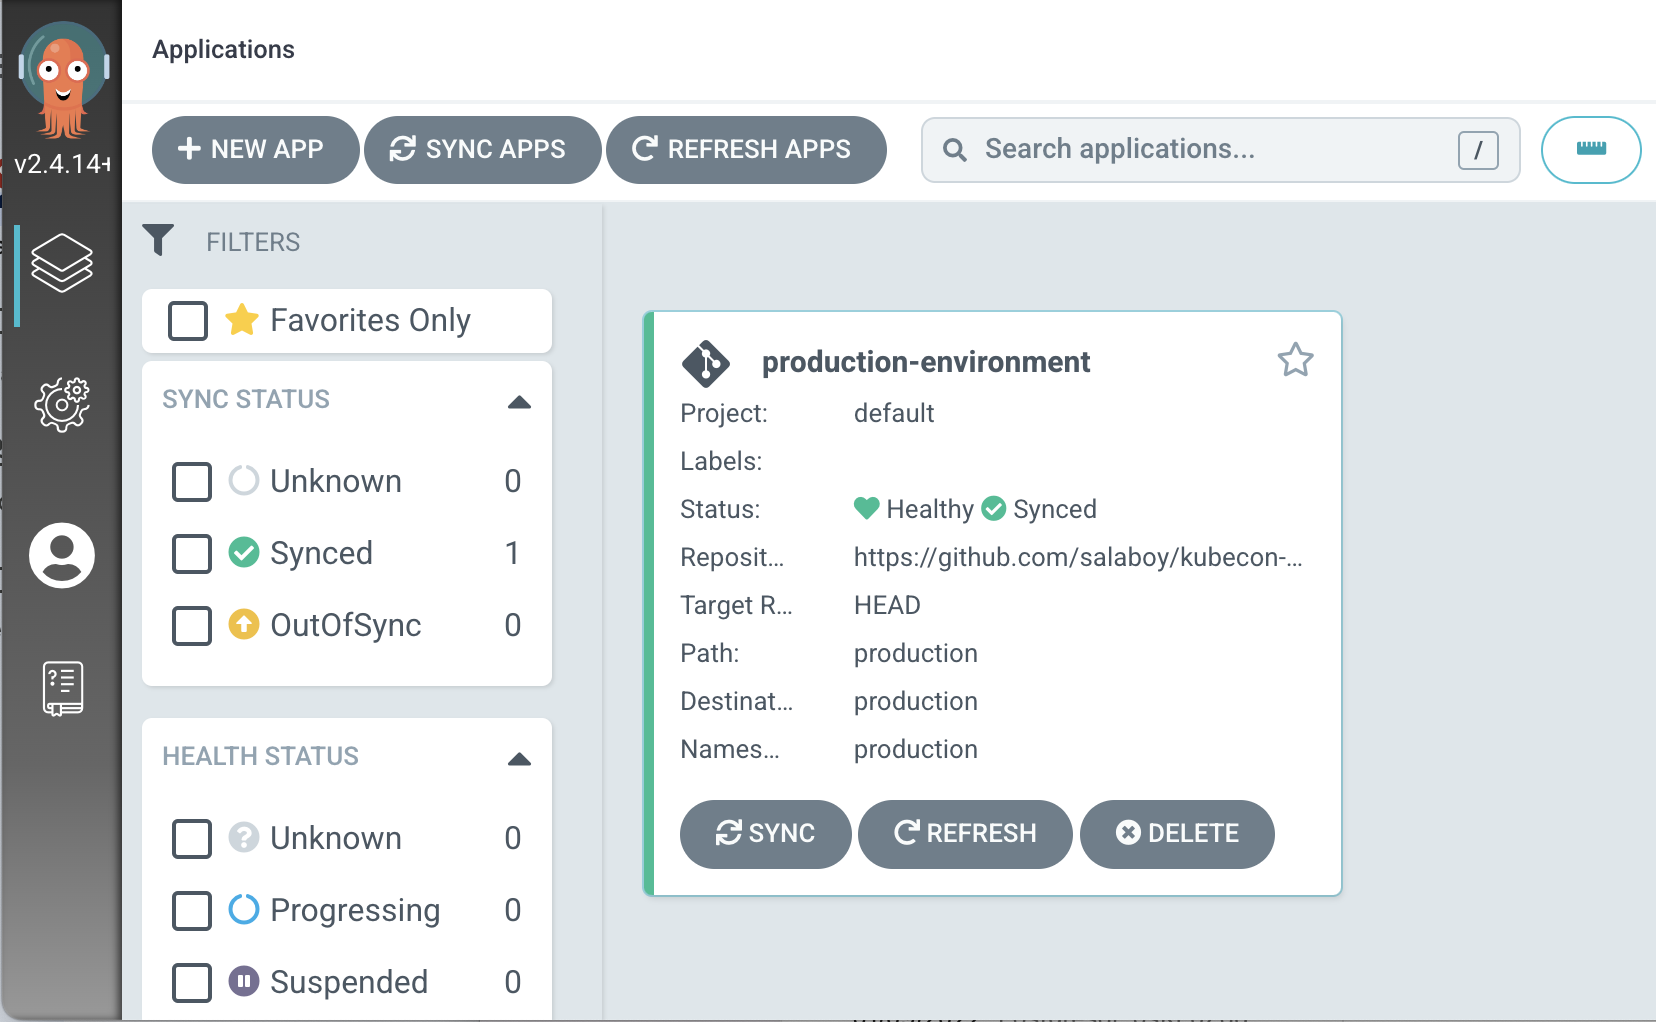 Applications
v2.4.14+
NEW APP
SYNC APPS
REFRESH APPS
Search applications...
/
FILTERS
Favorites Only
SYNC STATUS
Unknown 0
Synced 1
OutOfSync 0
HEALTH STATUS
Unknown 0
Progressing 0
Suspended 0
production-environment
Project: default
Labels:
Status: Healthy Synced
Reposit... https://github.com/salaboy/kubecon-...
Target R... HEAD
Path: production
Destinat... production
Names... production
SYNC
REFRESH
DELETE